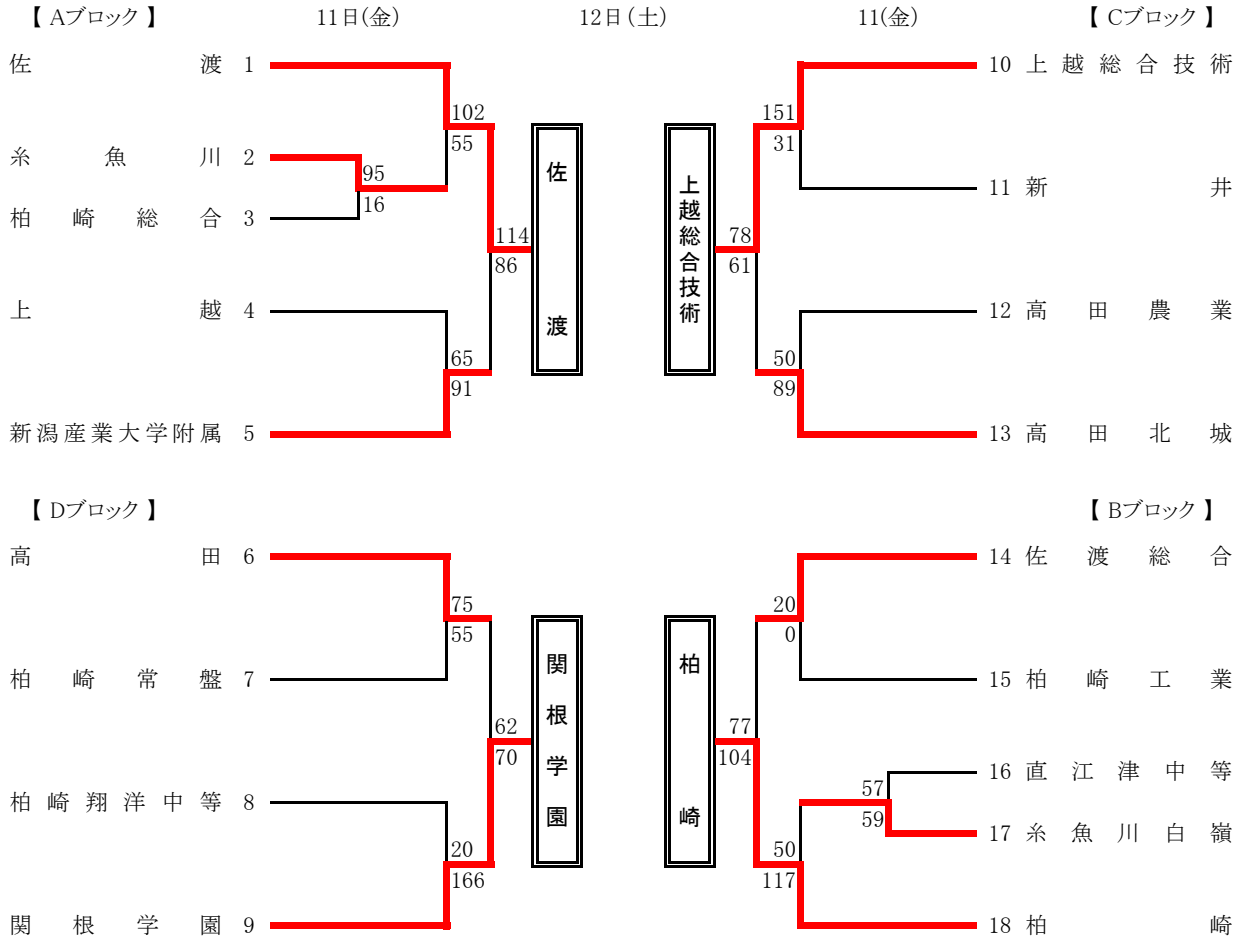 【 Aブロック 】 11日(金) 12日(土) 11(金) 【 Cブロック 】
佐渡 1
10 上越総合技術
102
151
55
31
糸魚川 2
95
16
11 新井
柏崎総合 3
佐渡
上越総合技術
114
78
86
61
上越 4
12 高田農業
65
50
91
89
新潟産業大学附属 5
13 高田北城
【 Dブロック 】 【 Bブロック 】
高田 6
14 佐渡総合
75
20
55
0
柏崎常盤 7
15 柏崎工業
関根学園
柏崎
62
77
70
104
16 直江津中等
57
59
柏崎翔洋中等 8
17 糸魚川白嶺
20
50
166
117
関根学園 9
18 柏崎